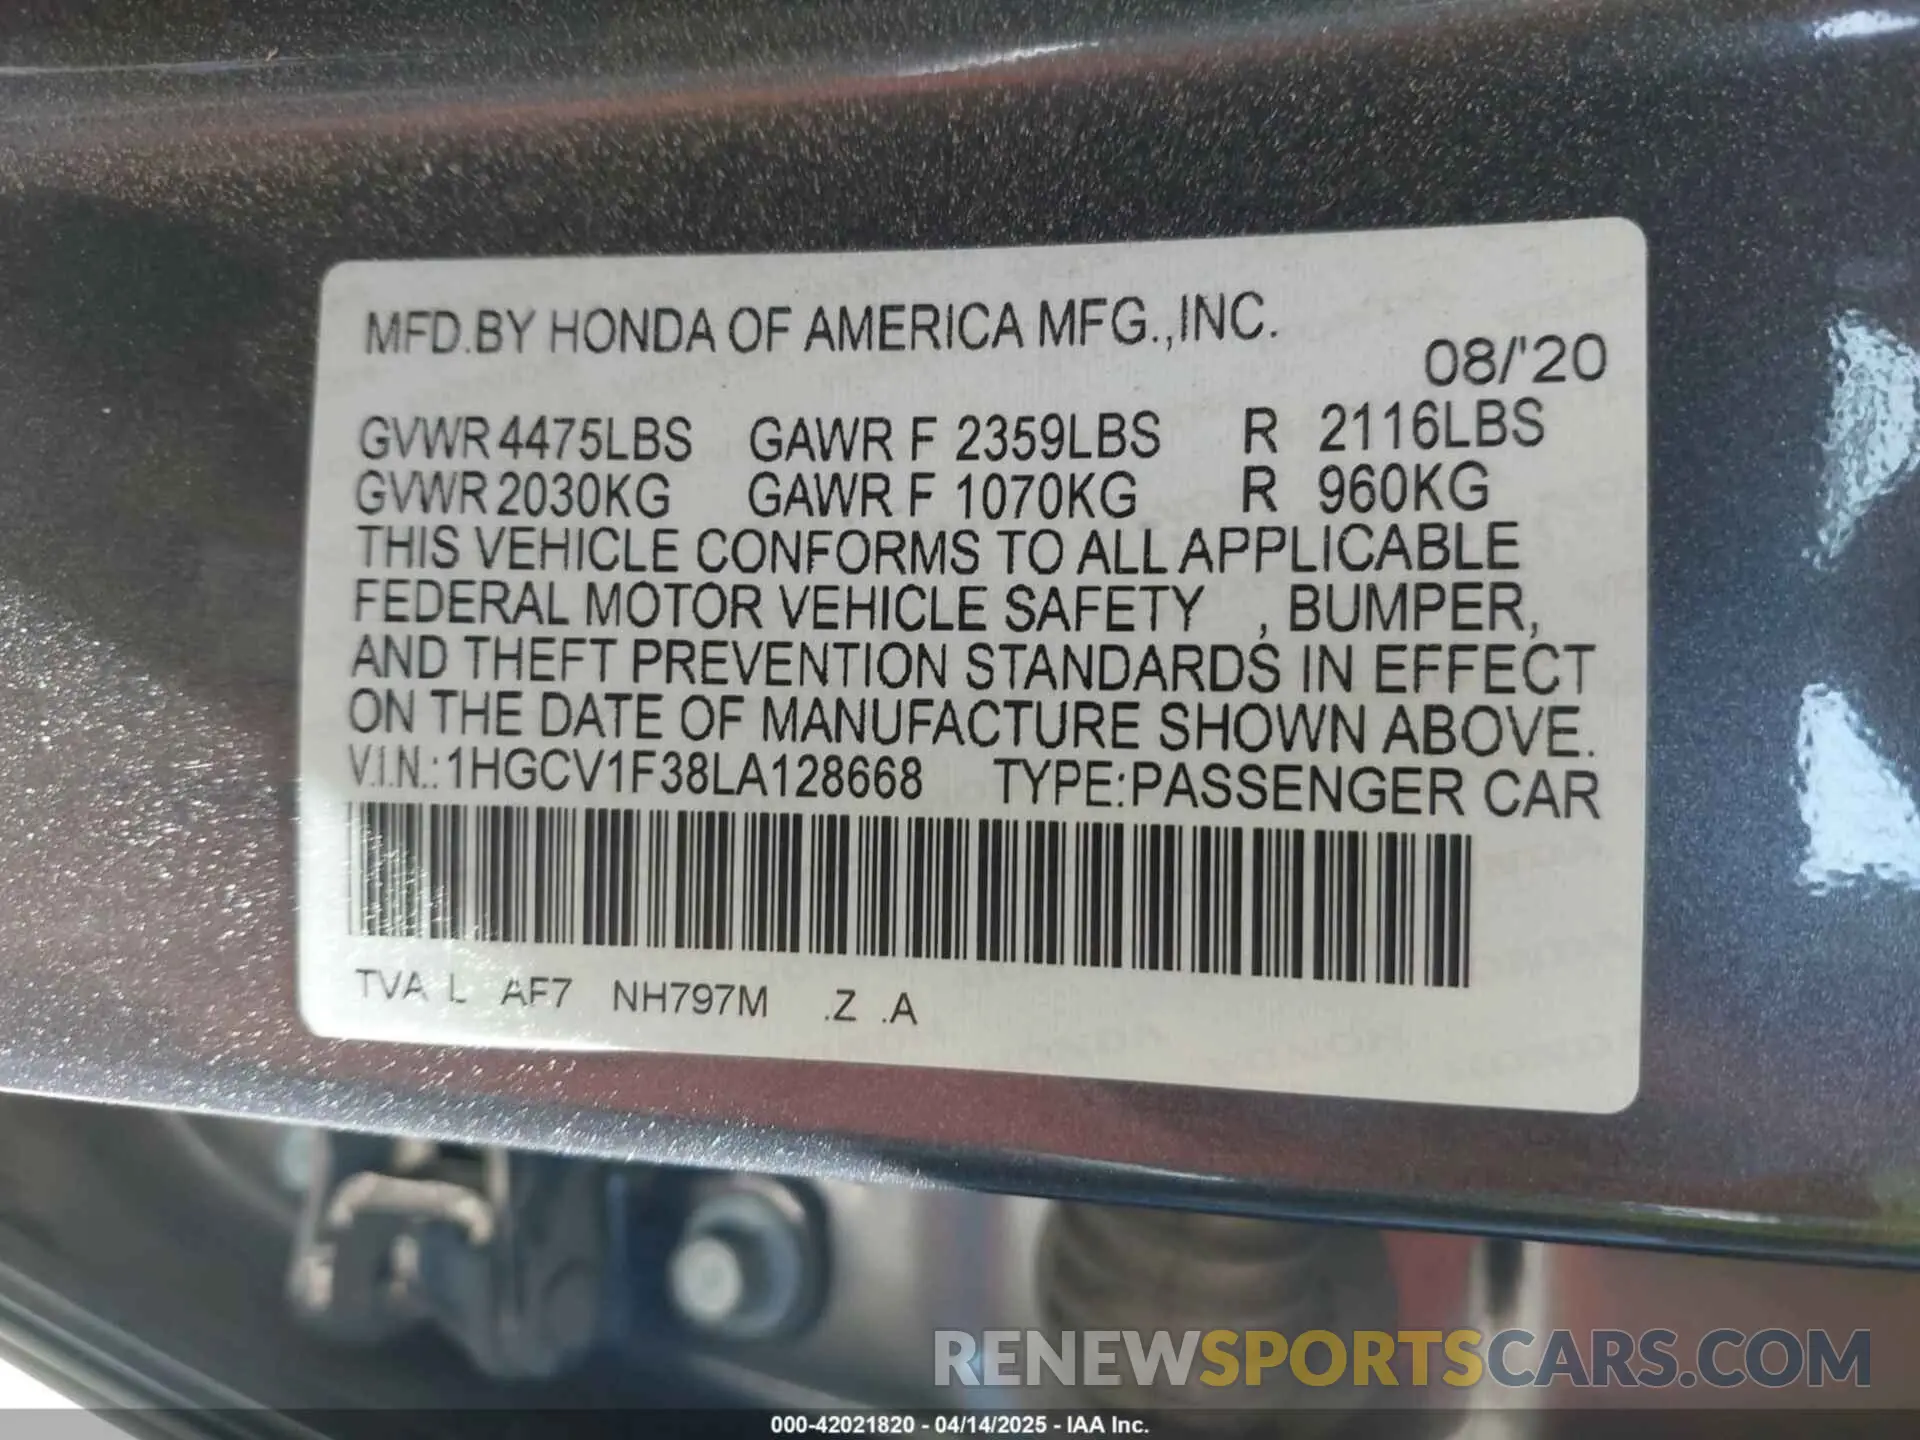 MFD.BY HONDA OF AMERICA MFG.,INC.
08/'20
GVWR 4475LBS GAWR F 2359LBS R 2116LBS
GVWR 2030KG GAWR F 1070KG R 960KG
THIS VEHICLE CONFORMS TO ALL APPLICABLE
FEDERAL MOTOR VEHICLE SAFETY , BUMPER,
AND THEFT PREVENTION STANDARDS IN EFFECT
ON THE DATE OF MANUFACTURE SHOWN ABOVE.
V.I.N.: 1HGCV1F38LA128668 TYPE:PASSENGER CAR
TVA L AF7 NH797M .Z .A
RENEWSPORTSCARS.COM
000-42021820 - 04/14/2025 - IAA Inc.